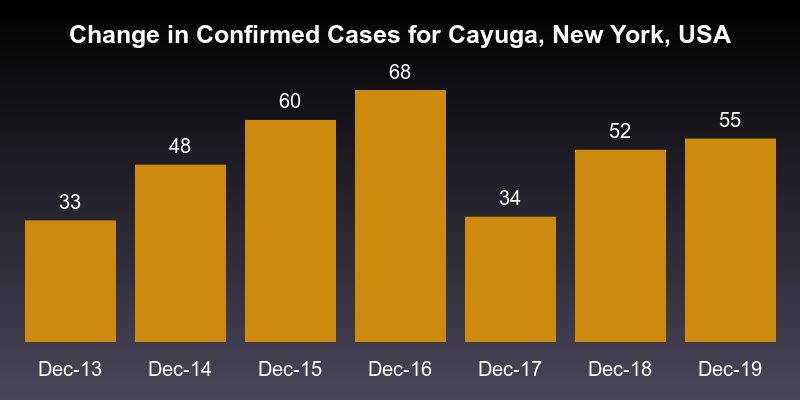 Change in Confirmed Cases for Cayuga, New York, USA
33
48
60
68
34
52
55
Dec-13
Dec-14
Dec-15
Dec-16
Dec-17
Dec-18
Dec-19